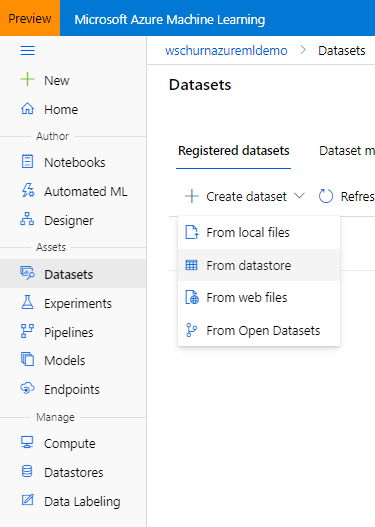 Preview Microsoft Azure Machine Learning
wschurnazuremldemo > Datasets
New
Home
Author
Notebooks
Automated ML
Designer
Assets
Datasets
Experiments
Pipelines
Models
Endpoints
Manage
Compute
Datastores
Data Labeling
Datasets
Registered datasets Dataset m
Create dataset Refres
From local files
From datastore
From web files
From Open Datasets